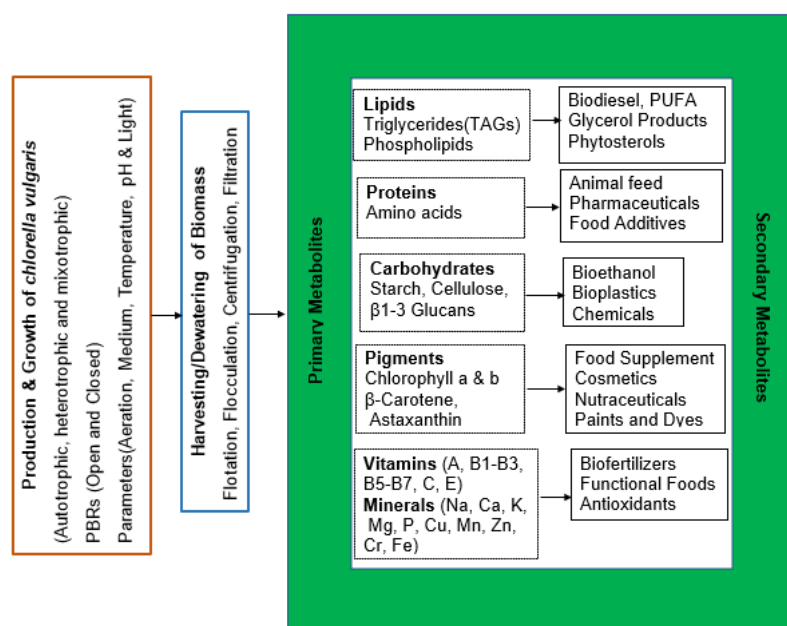 Production & Growth of chlorella vulgaris
(Autotrophic, heterotrophic and mixotrophic)
PBRs (Open and Closed)
Parameters(Aeration, Medium, Temperature, pH & Light)
Harvesting/Dewatering of Biomass
Flotation, Flocculation, Centrifugation, Filtration
Primary Metabolites
Lipids
Triglycerides(TAGs)
Phospholipids
Biodiesel, PUFA
Glycerol Products
Phytosterols
Proteins
Amino acids
Animal feed
Pharmaceuticals
Food Additives
Carbohydrates
Starch, Cellulose,
β1-3 Glucans
Bioethanol
Bioplastics
Chemicals
Pigments
Chlorophyll a & b
β-Carotene,
Astaxanthin
Food Supplement
Cosmetics
Nutraceuticals
Paints and Dyes
Vitamins (A, B1-B3,
B5-B7, C, E)
Minerals (Na, Ca, K,
Mg, P, Cu, Mn, Zn,
Cr, Fe)
Biofertilizers
Functional Foods
Antioxidants
Secondary Metabolites